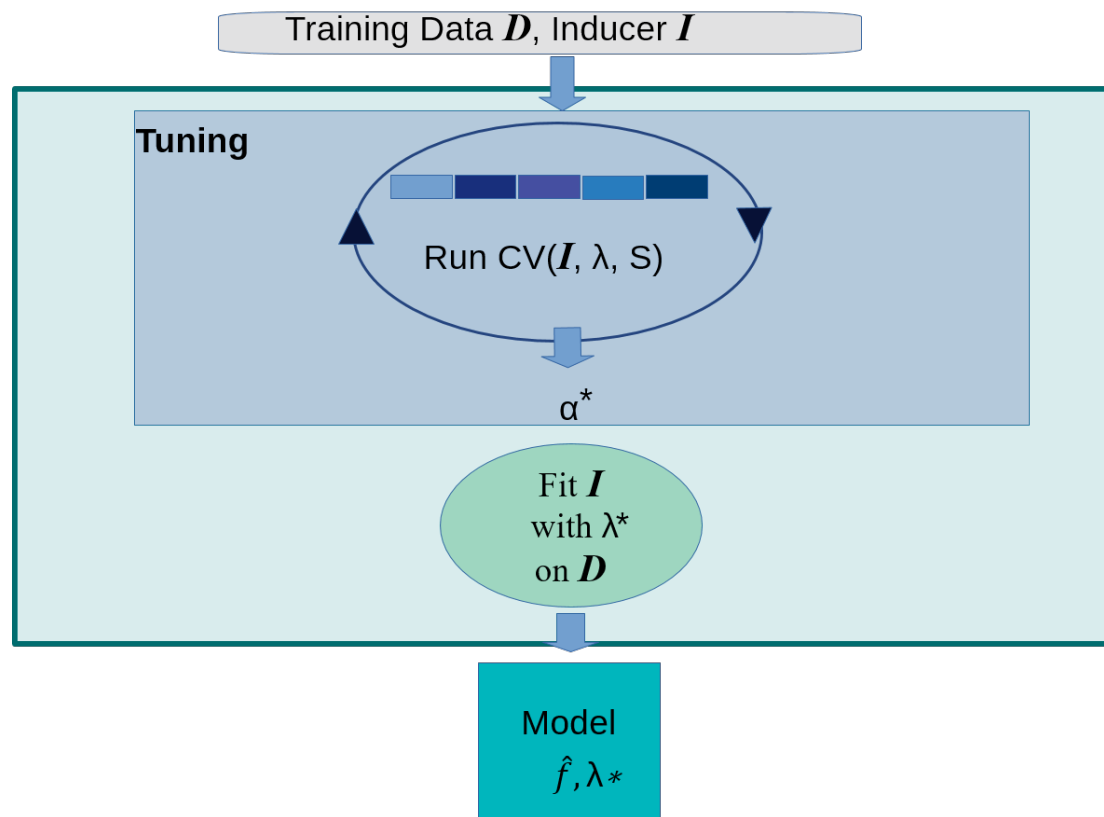 Training Data D, Inducer I
Tuning
Run CV(I, λ, S)
α*
Fit I
with λ*
on D
Model
f̂, λ*